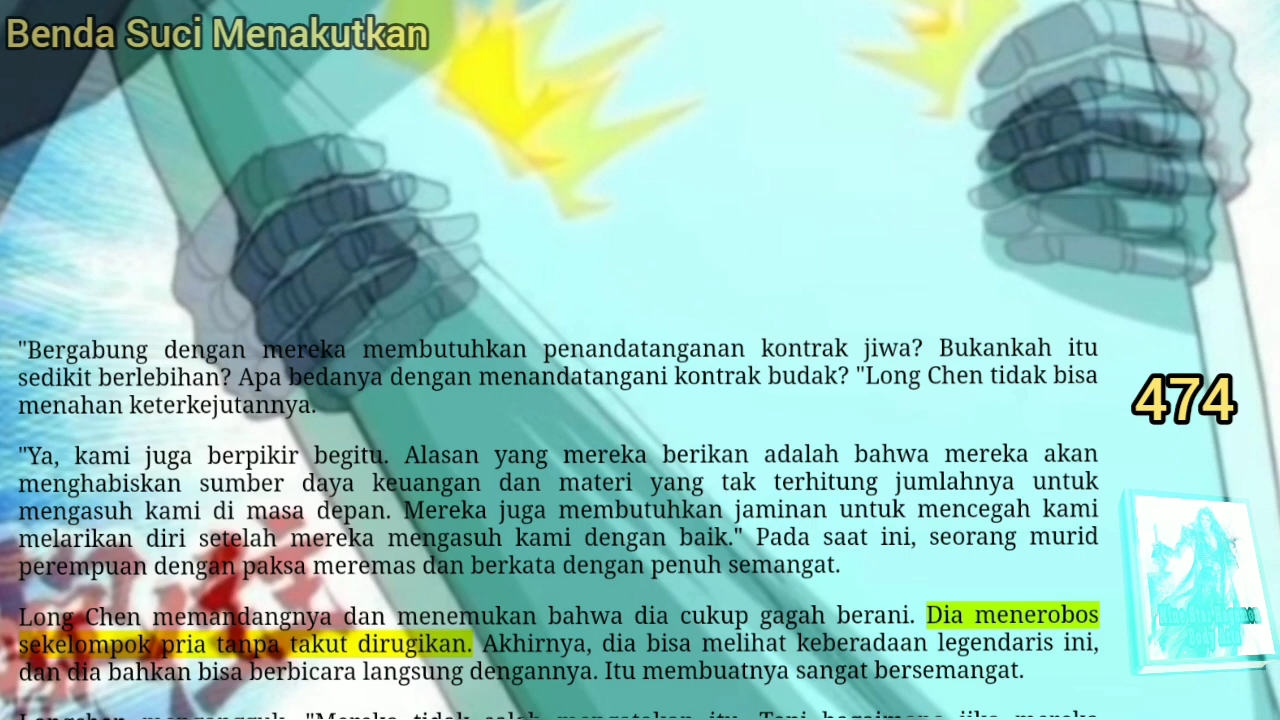 Benda Suci Menakutkan
"Bergabung dengan mereka membutuhkan penandatanganan kontrak jiwa? Bukankah itu
sedikit berlebihan? Apa bedanya dengan menandatangani kontrak budak? "Long Chen tidak bisa
menahan keterkejutannya.
474
"Ya, kami juga berpikir begitu. Alasan yang mereka berikan adalah bahwa mereka akan
menghabiskan sumber daya keuangan dan materi yang tak terhitung jumlahnya untuk
mengasuh kami di masa depan. Mereka juga membutuhkan jaminan untuk mencegah kami
melarikan diri setelah mereka mengasuh kami dengan baik." Pada saat ini, seorang murid
perempuan dengan paksa meremas dan berkata dengan penuh semangat.
Long Chen memandangnya dan menemukan bahwa dia cukup gagah berani. Dia menerobos
sekelompok pria tanpa takut dirugikan. Akhirnya, dia bisa melihat keberadaan legendaris ini,
dan dia bahkan bisa berbicara langsung dengannya. Itu membuatnya sangat bersemangat.